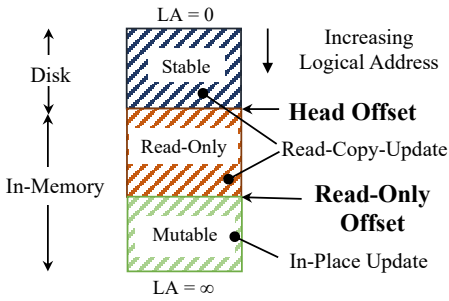 LA = 0
Increasing
Logical Address
Disk
Stable
Head Offset
Read-Only
Read-Copy-Update
In-Memory
Read-Only
Offset
Mutable
In-Place Update
LA = ∞